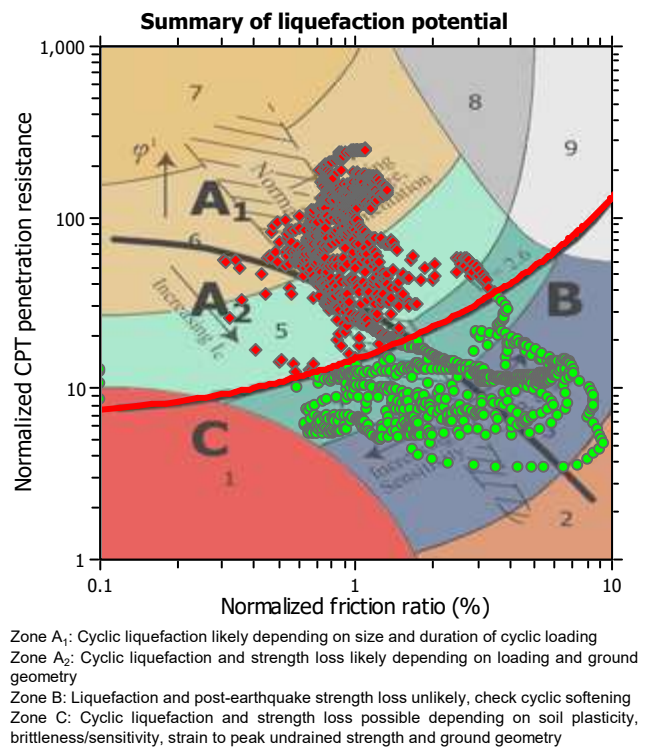 Summary of liquefaction potential
1,000
100
10
1
Normalized CPT penetration resistance
7
8
9
φ'
A1
6
A2
5
B
C
1
2
Increasing Ic
2.6
0.1
1
10
Normalized friction ratio (%)
Zone A1: Cyclic liquefaction likely depending on size and duration of cyclic loading
Zone A2: Cyclic liquefaction and strength loss likely depending on loading and ground
geometry
Zone B: Liquefaction and post-earthquake strength loss unlikely, check cyclic softening
Zone C: Cyclic liquefaction and strength loss possible depending on soil plasticity,
brittleness/sensitivity, strain to peak undrained strength and ground geometry